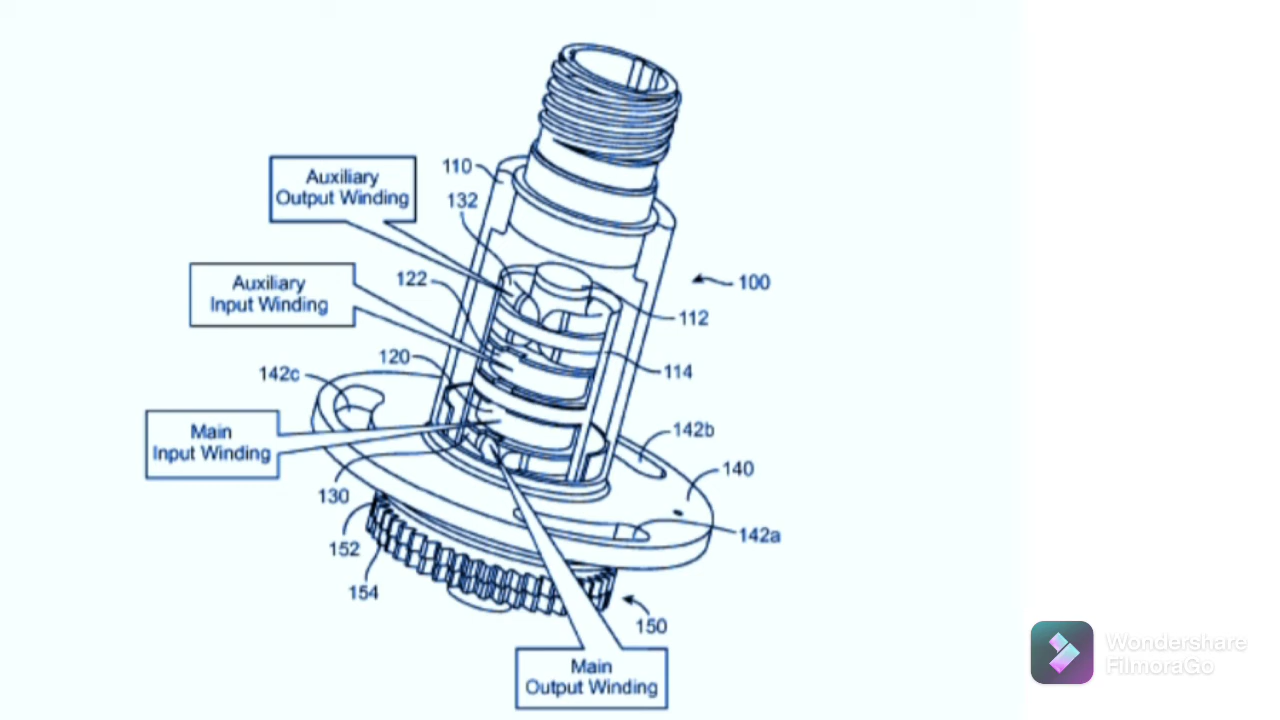 110
Auxiliary
Output Winding
132
Auxiliary
Input Winding
122
100
112
120
114
142c
Main
Input Winding
142b
140
130
142a
152
154
150
Main
Output Winding
Wondershare
FilmoraGo